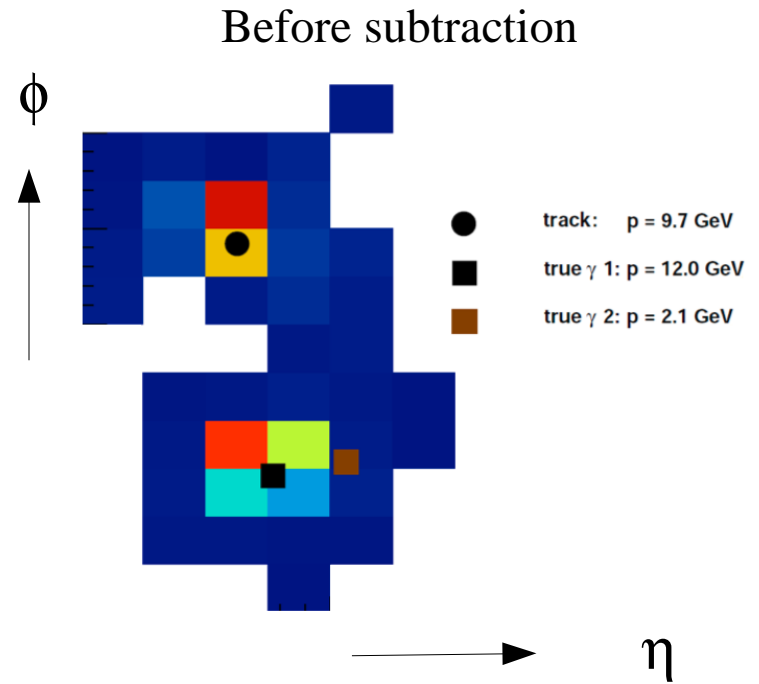 Before subtraction
ϕ
track: p = 9.7 GeV
true γ 1: p = 12.0 GeV
true γ 2: p = 2.1 GeV
η